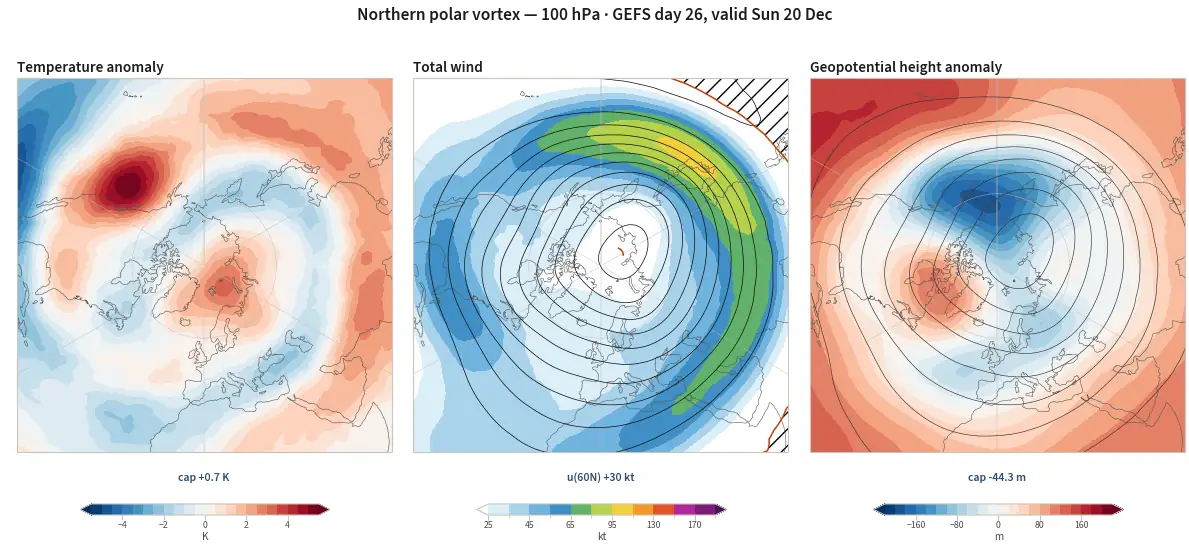 Northern polar vortex — 100 hPa · GEFS day 26, valid Sun 20 Dec
Temperature anomaly
Total wind
Geopotential height anomaly
cap +0.7 K
u(60N) +30 kt
cap -44.3 m
−4 −2 0 2 4
K
25 45 65 95 130 170
kt
−160 −80 0 80 160
m